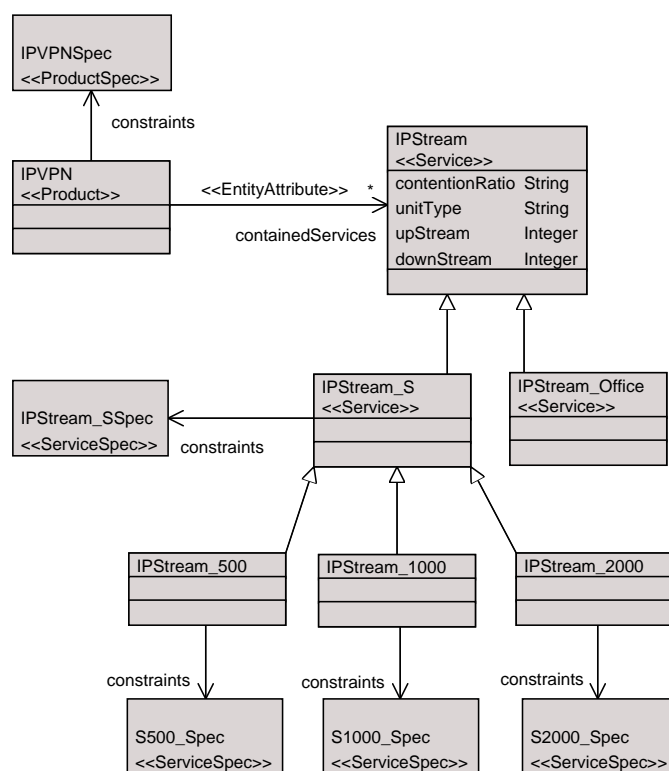 IPVPNSpec
<<ProductSpec>>
constraints
IPStream
<<Service>>
IPVPN
<<Product>>
<<EntityAttribute>> *
containedServices
contentionRatio String
unitType String
upStream Integer
downStream Integer
IPStream_S
<<Service>>
IPStream_Office
<<Service>>
IPStream_SSpec
<<ServiceSpec>>
constraints
IPStream_500
IPStream_1000
IPStream_2000
constraints
constraints
constraints
S500_Spec
<<ServiceSpec>>
S1000_Spec
<<ServiceSpec>>
S2000_Spec
<<ServiceSpec>>